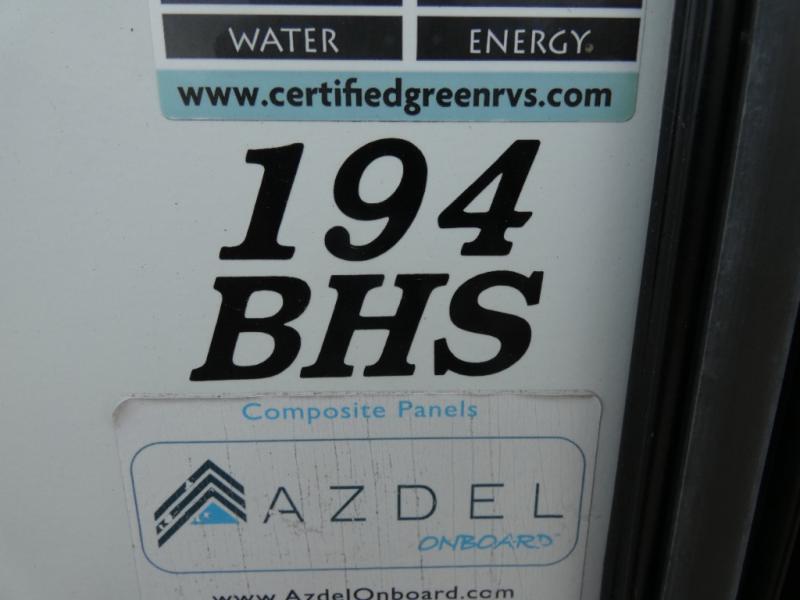 WATER ENERGY
www.certifiedgreenrvs.com
194
BHS
Composite Panels
AZDEL
ONBOARD
www.AzdelOnboard.com